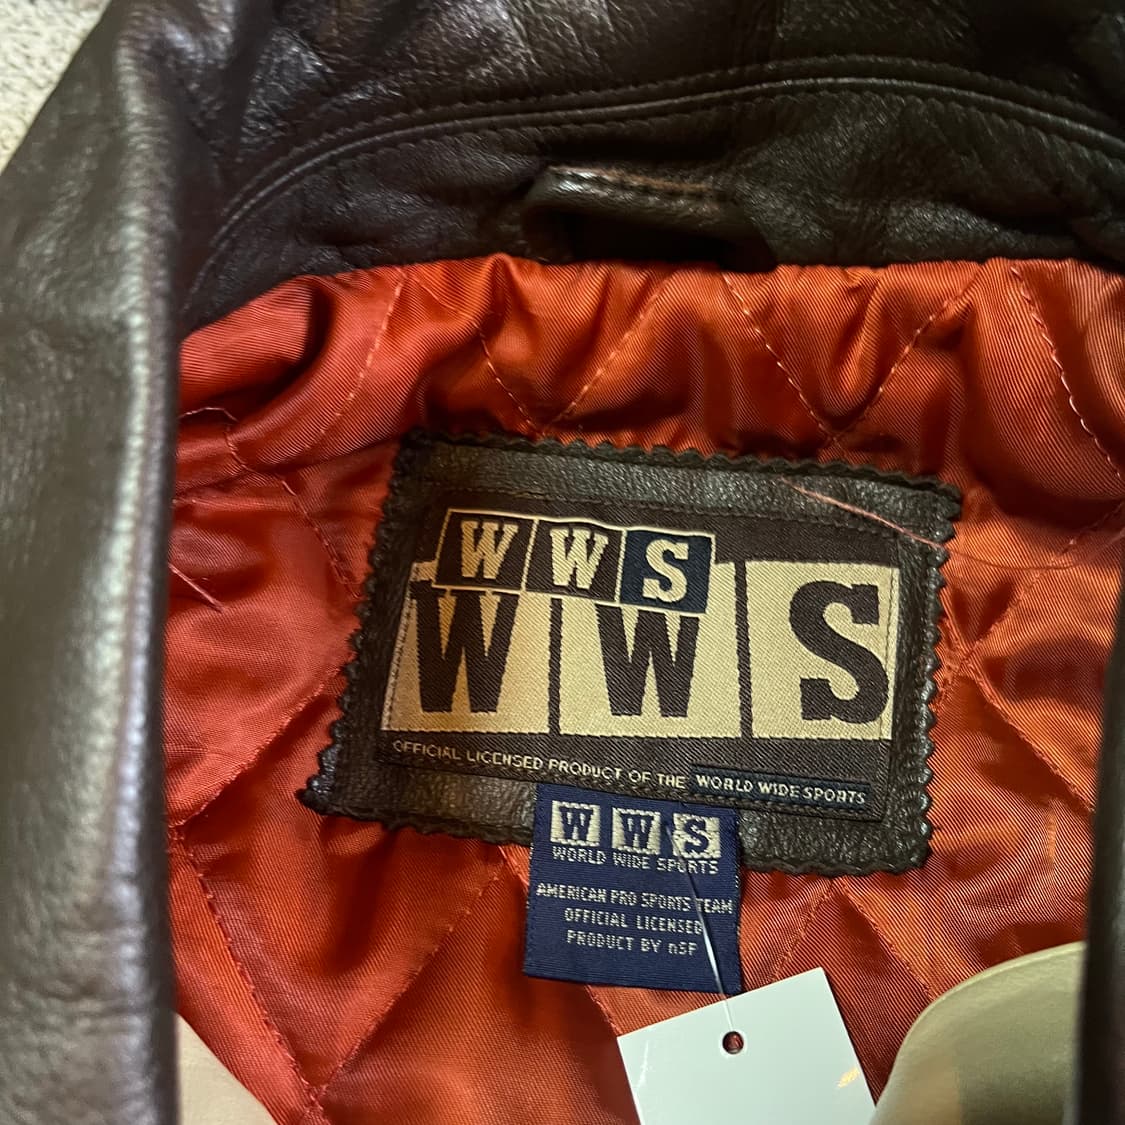 WWS
WWS
OFFICIAL LICENSED PRODUCT OF THE WORLD WIDE SPORTS
WWS
WORLD WIDE SPORTS
AMERICAN PRO SPORTS TEAM
OFFICIAL LICENSED
PRODUCT BY nSF